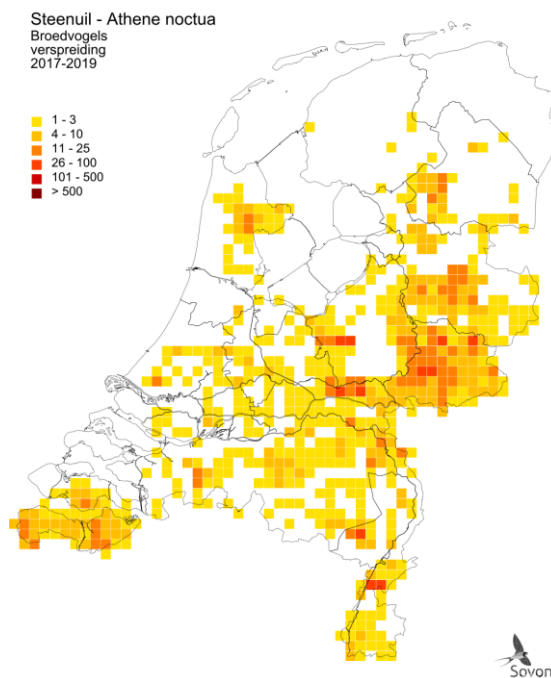 Steenuil - Athene noctua
Broedvogels
verspreiding
2017-2019
1 - 3
4 - 10
11 - 25
26 - 100
101 - 500
> 500
Sovon